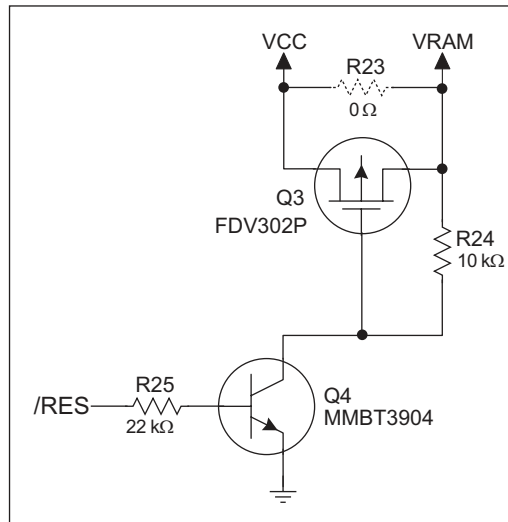 VCC
VRAM
R23
0 Ω
Q3
FDV302P
R24
10 kΩ
R25
/RES
22 kΩ
Q4
MMBT3904